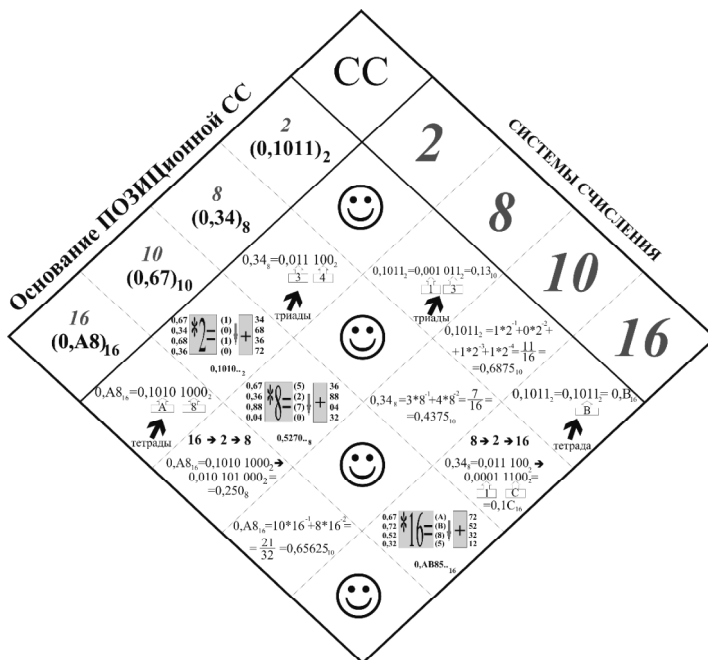 СС
Основание ПОЗИЦионной СС
СИСТЕМЫ СЧИСЛЕНИЯ
2
(0,1011)₂
8
(0,34)₈
10
(0,67)₁₀
16
(0,A8)₁₆
2
8
10
16
0,34₈=0,011 100₂
3 4
триады
0,1011₂=0,001 011₂=0,13₁₀
1 3
триады
0,67 *2= (1) + 34
0,34 (0) 68
0,68 (1) 36
0,36 (0) 72
0,1010..₂
0,1011₂ =1*2⁻¹+0*2⁻²+
+1*2⁻³+1*2⁻⁴=11/16=
=0,6875₁₀
0,A8₁₆=0,1010 1000₂
A 8
тетрады
0,67 *8= (5) + 36
0,36 (2) 88
0,88 (7) 04
0.04 (0) 32
0,5270..₈
0,34₈=3*8⁻¹+4*8⁻²=7/16=
=0,4375₁₀
0,1011₂=0,1011₂= 0,B₁₆
B
тетрада
16 → 2 → 8
0,A8₁₆=0,1010 1000₂→
0,010 101 000₂=
=0,250₈
8 → 2 → 16
0,34₈=0,011 100₂→
0,0001 1100₂=
1 C
=0,1C₁₆
0,A8₁₆=10*16⁻¹+8*16⁻²=
=21/32=0,65625₁₀
0,67 *16= (A) + 72
0,72 (B) 52
0,52 (8) 32
0,32 (5) 12
0,AB85..₁₆